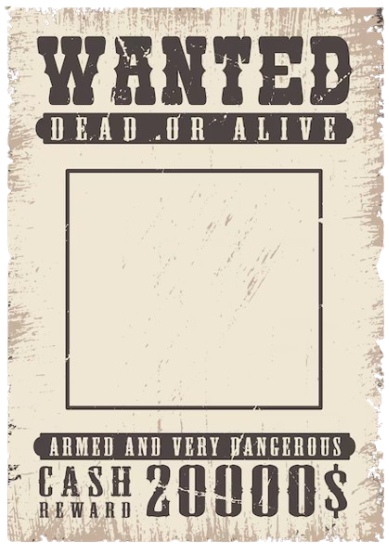 WANTED
DEAD OR ALIVE
ARMED AND VERY DANGEROUS
CASH
REWARD
20000$